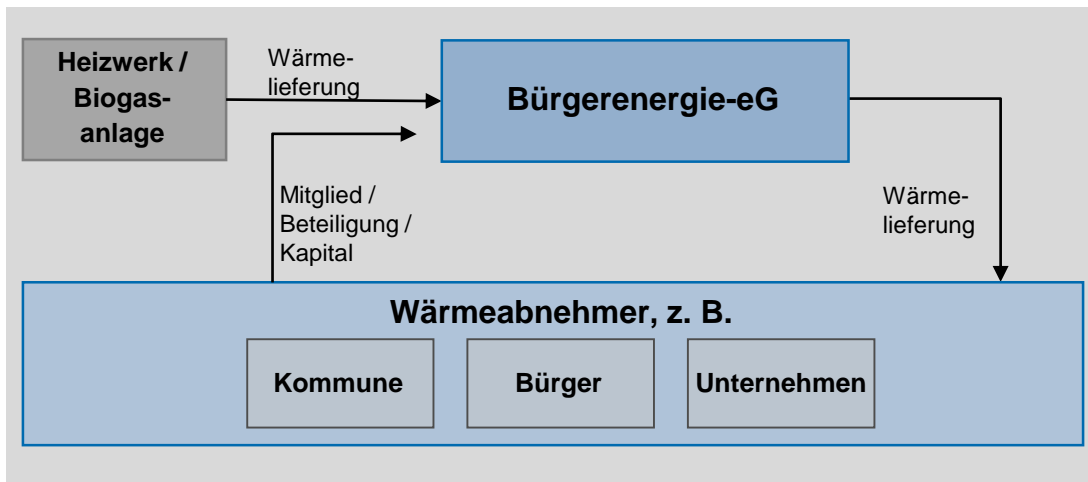 Heizwerk /
Biogas-
anlage
Wärme-
lieferung
Bürgerenergie-eG
Mitglied /
Beteiligung /
Kapital
Wärme-
lieferung
Wärmeabnehmer, z. B.
Kommune
Bürger
Unternehmen